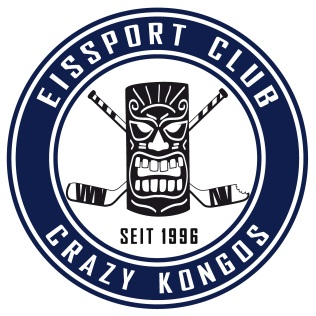 EISSPORT CLUB
SEIT 1996
CRAZY KONGOS